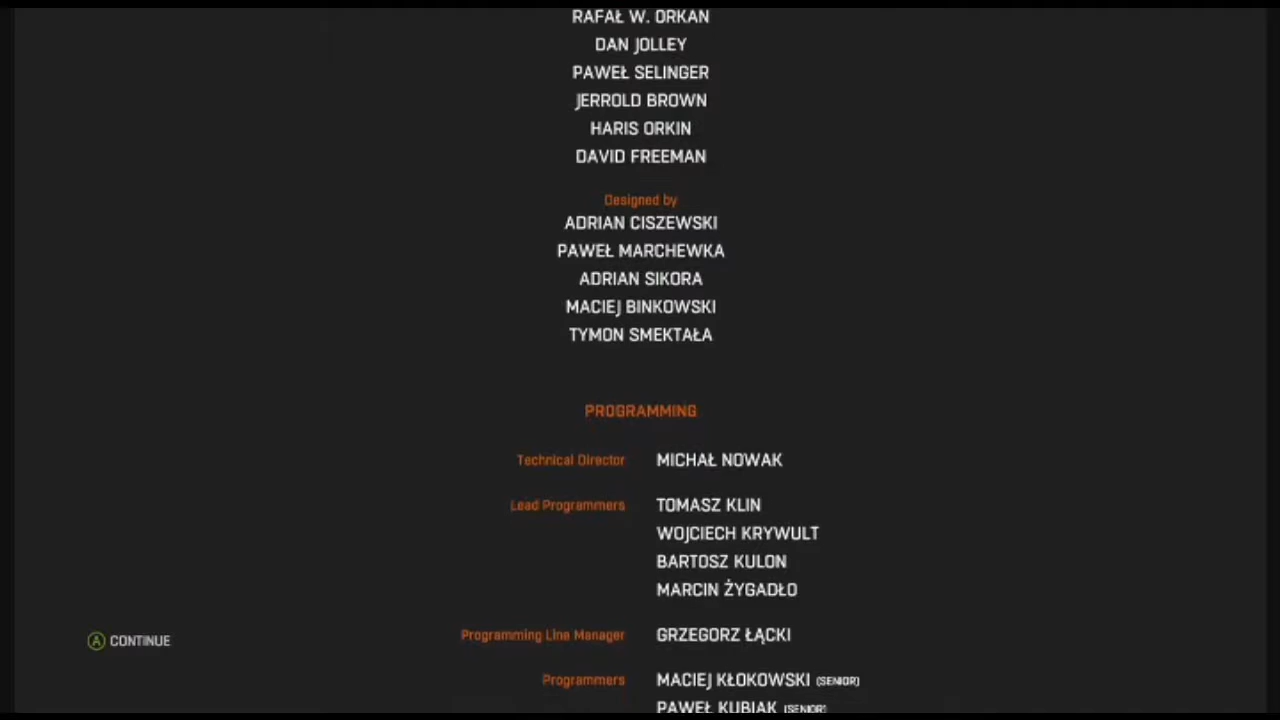 RAFAŁ W. ORKAN
DAN JOLLEY
PAWEŁ SELINGER
JERROLD BROWN
HARIS ORKIN
DAVID FREEMAN
Designed by
ADRIAN CISZEWSKI
PAWEŁ MARCHEWKA
ADRIAN SIKORA
MACIEJ BINKOWSKI
TYMON SMEKTAŁA
PROGRAMMING
Technical Director MICHAŁ NOWAK
Lead Programmers TOMASZ KLIN
WOJCIECH KRYWULT
BARTOSZ KULON
MARCIN ŻYGADŁO
Programming Line Manager GRZEGORZ ŁĄCKI
A CONTINUE
Programmers MACIEJ KŁOKOWSKI (SENIOR)
PAWEŁ KUBIAK (SENIOR)